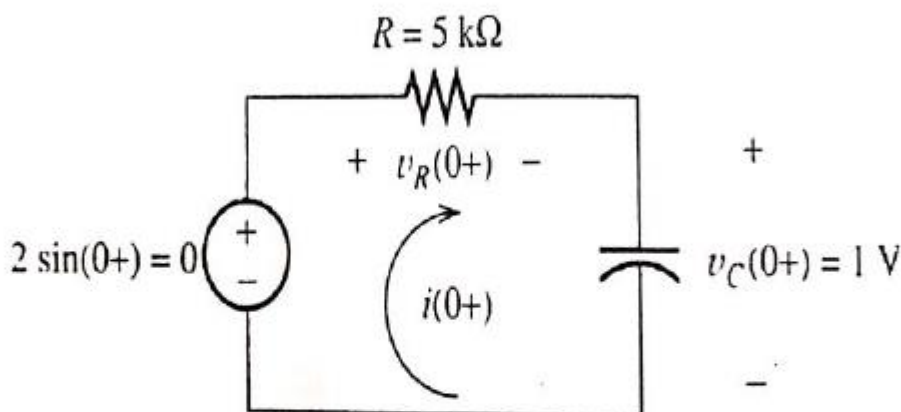 R = 5 kΩ
+ v_R(0+) −
+
+
2 sin(0+) = 0
−
i(0+)
v_C(0+) = 1 V
−